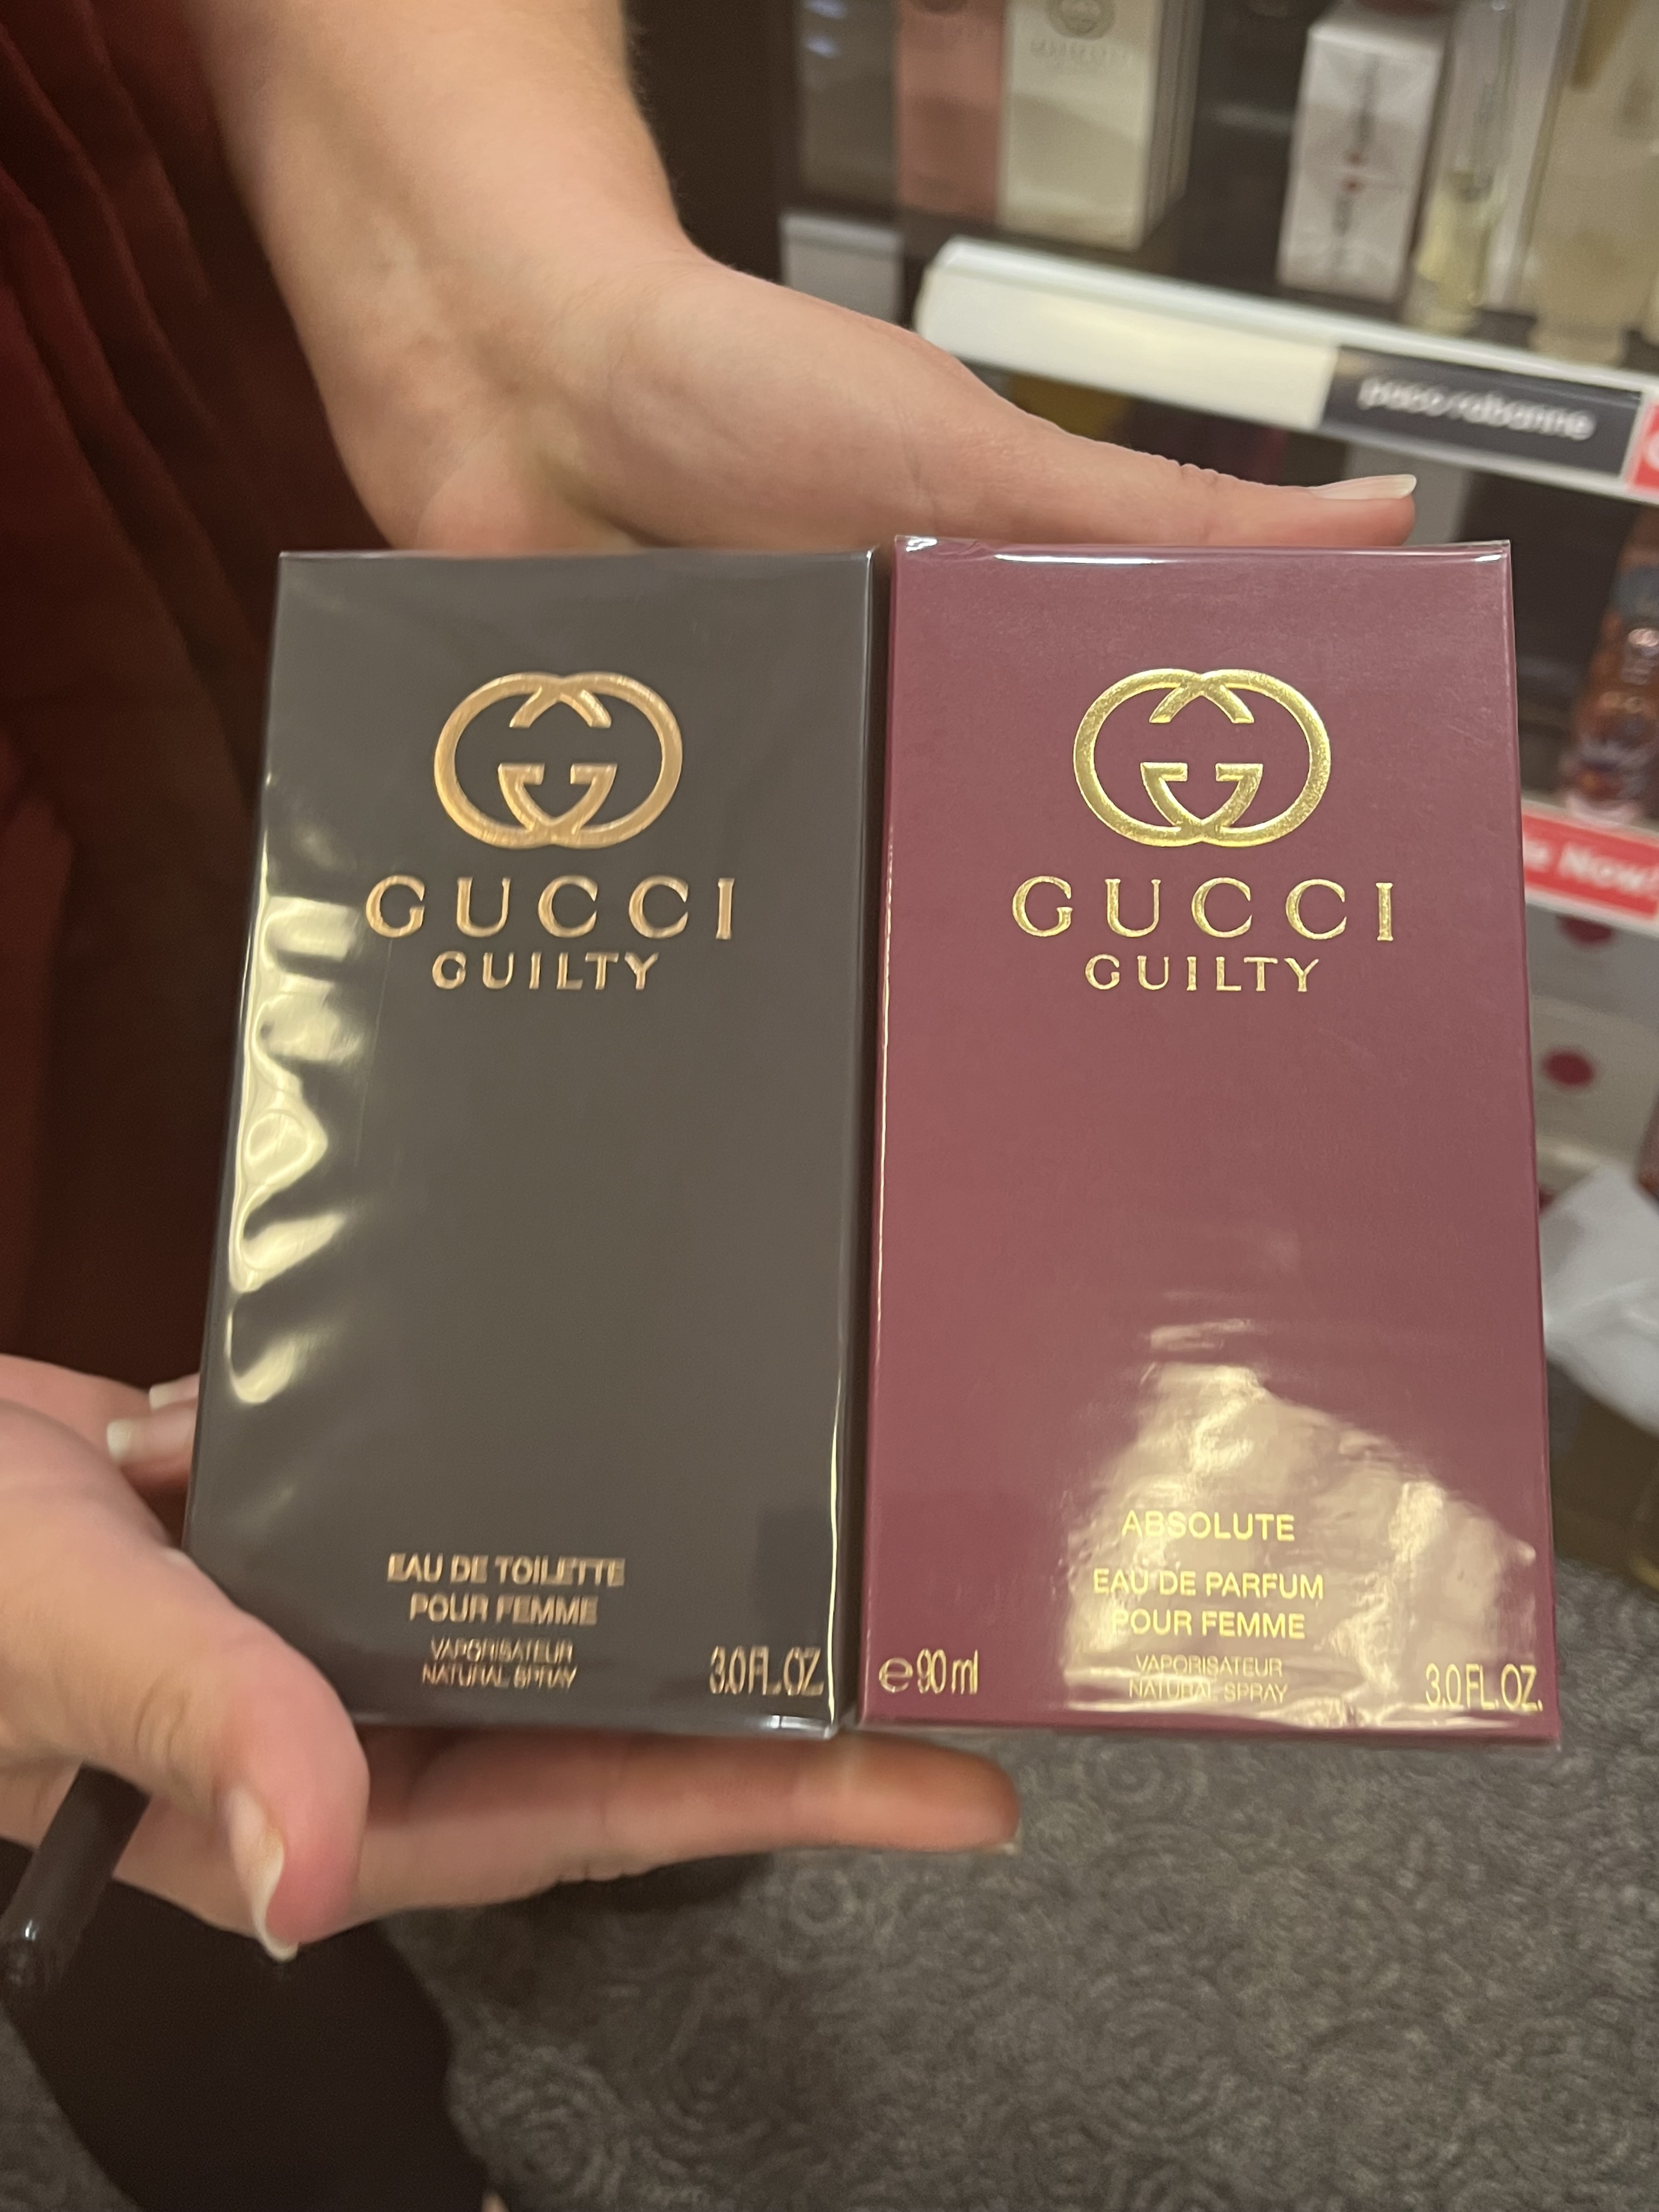 paco rabanne
GUCCI
GUILTY
EAU DE TOILETTE
POUR FEMME
VAPORISATEUR
NATURAL SPRAY
3.0 FL.OZ.
GUCCI
GUILTY
ABSOLUTE
EAU DE PARFUM
POUR FEMME
VAPORISATEUR
NATURAL SPRAY
e 90 ml
3.0 FL.OZ.
Now!